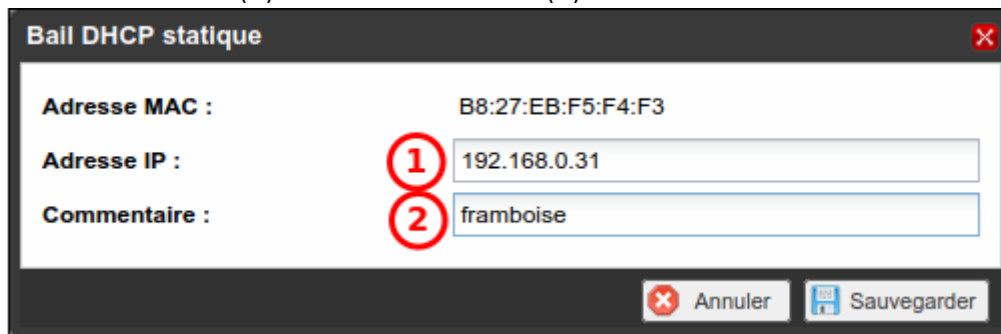 Bail DHCP statique
Adresse MAC : B8:27:EB:F5:F4:F3
Adresse IP : 1 192.168.0.31
Commentaire : 2 framboise
Annuler Sauvegarder